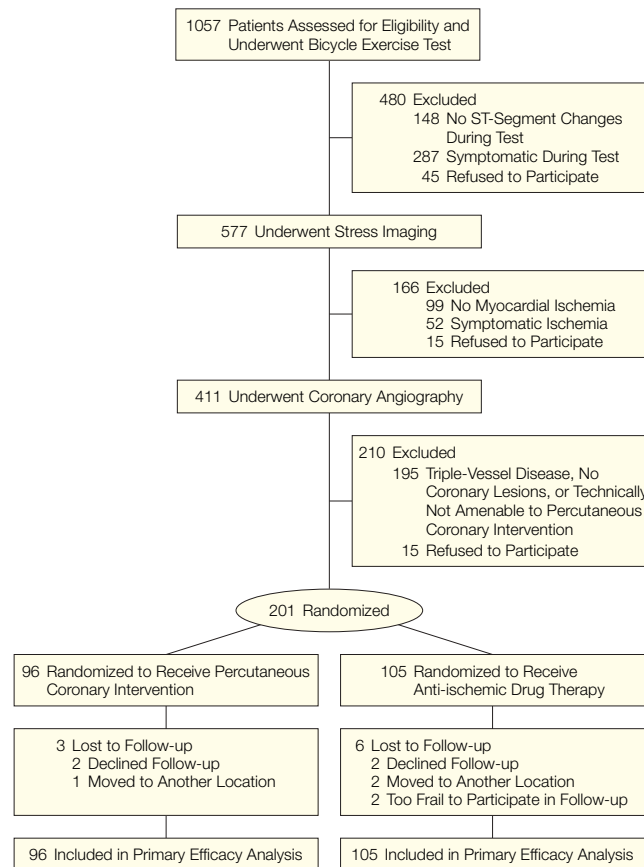 1057 Patients Assessed for Eligibility and
Underwent Bicycle Exercise Test
480 Excluded
148 No ST-Segment Changes
During Test
287 Symptomatic During Test
45 Refused to Participate
577 Underwent Stress Imaging
166 Excluded
99 No Myocardial Ischemia
52 Symptomatic Ischemia
15 Refused to Participate
411 Underwent Coronary Angiography
210 Excluded
195 Triple-Vessel Disease, No
Coronary Lesions, or Technically
Not Amenable to Percutaneous
Coronary Intervention
15 Refused to Participate
201 Randomized
96 Randomized to Receive Percutaneous
Coronary Intervention
105 Randomized to Receive
Anti-ischemic Drug Therapy
3 Lost to Follow-up
2 Declined Follow-up
1 Moved to Another Location
6 Lost to Follow-up
2 Declined Follow-up
2 Moved to Another Location
2 Too Frail to Participate in Follow-up
96 Included in Primary Efficacy Analysis
105 Included in Primary Efficacy Analysis